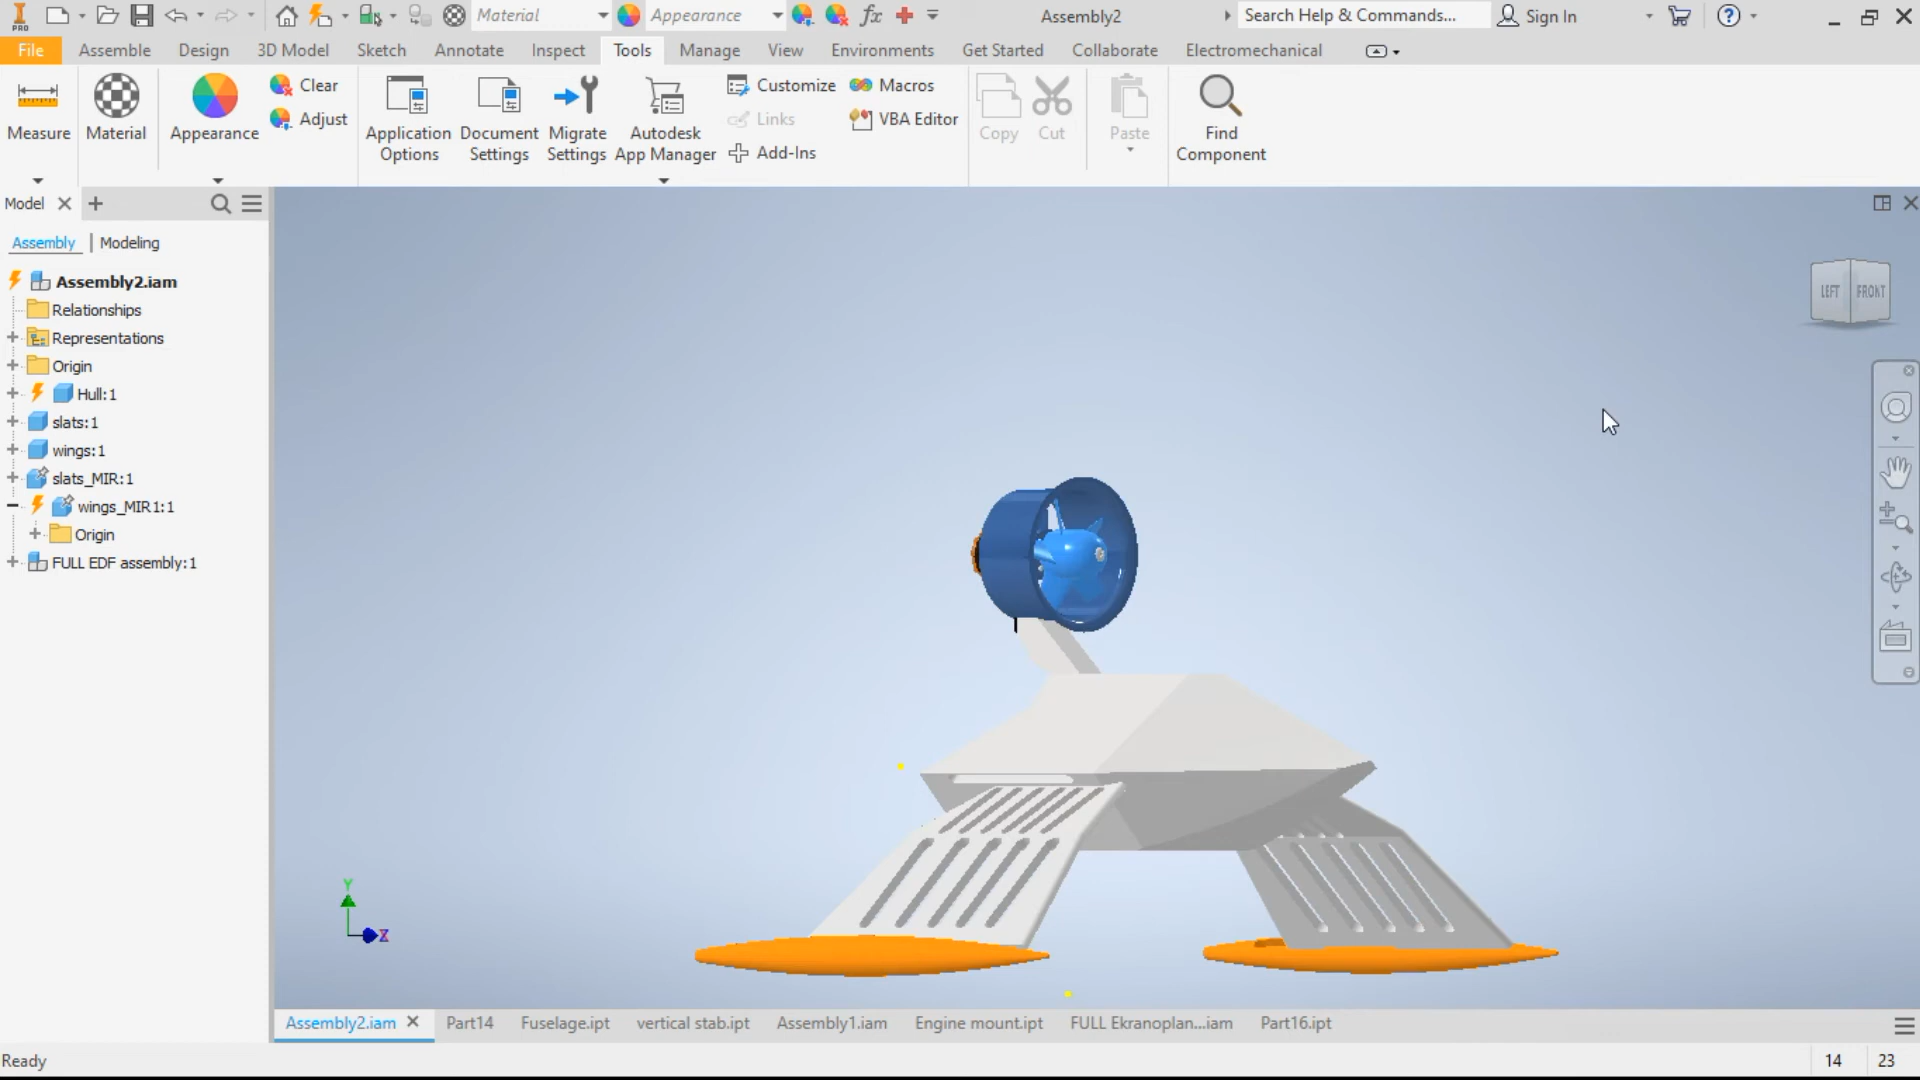 PRO
Material
Appearance
fx
Assembly2
Search Help & Commands...
Sign In
File
Assemble
Design
3D Model
Sketch
Annotate
Inspect
Tools
Manage
View
Environments
Get Started
Collaborate
Electromechanical
Measure
Material
Appearance
Clear
Adjust
Application Options
Document Settings
Migrate Settings
Autodesk App Manager
Customize
Links
Add-Ins
Macros
VBA Editor
Copy
Cut
Paste
Find Component
Model
Assembly
Modeling
Assembly2.iam
Relationships
Representations
Origin
Hull:1
slats:1
wings:1
slats_MIR:1
wings_MIR1:1
Origin
FULL EDF assembly:1
LEFT
FRONT
Y
Z
Assembly2.iam
Part14
Fuselage.ipt
vertical stab.ipt
Assembly1.iam
Engine mount.ipt
FULL Ekranoplan...iam
Part16.ipt
Ready
14
23